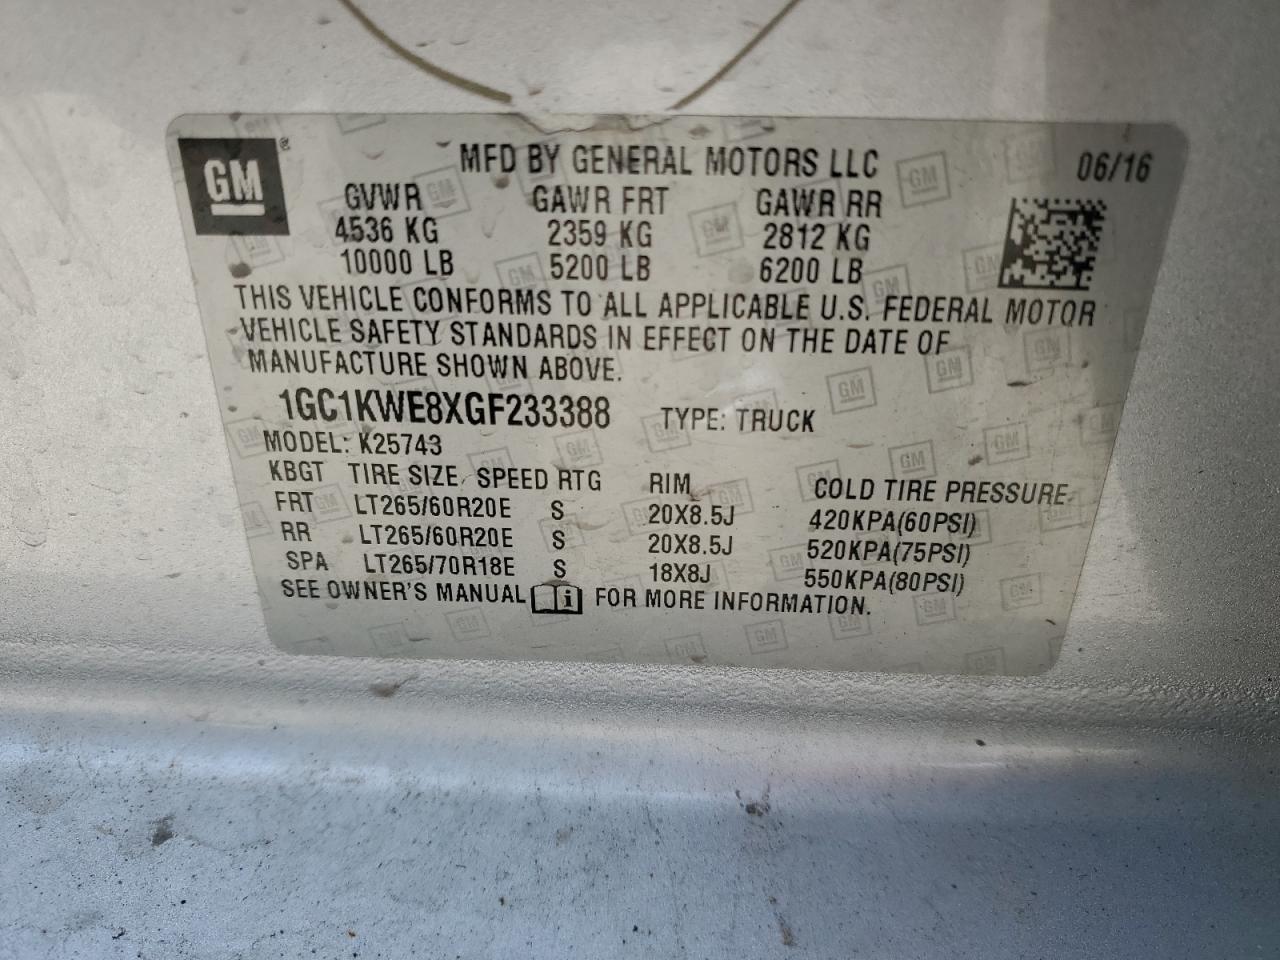 GM ® MFD BY GENERAL MOTORS LLC 06/16
GVWR GAWR FRT GAWR RR
4536 KG 2359 KG 2812 KG
10000 LB 5200 LB 6200 LB
THIS VEHICLE CONFORMS TO ALL APPLICABLE U.S. FEDERAL MOTOR
VEHICLE SAFETY STANDARDS IN EFFECT ON THE DATE OF
MANUFACTURE SHOWN ABOVE.
1GC1KWE8XGF233388 TYPE: TRUCK
MODEL: K25743
KBGT TIRE SIZE SPEED RTG RIM COLD TIRE PRESSURE
FRT LT265/60R20E S 20X8.5J 420KPA(60PSI)
RR LT265/60R20E S 20X8.5J 520KPA(75PSI)
SPA LT265/70R18E S 18X8J 550KPA(80PSI)
SEE OWNER'S MANUAL i FOR MORE INFORMATION.